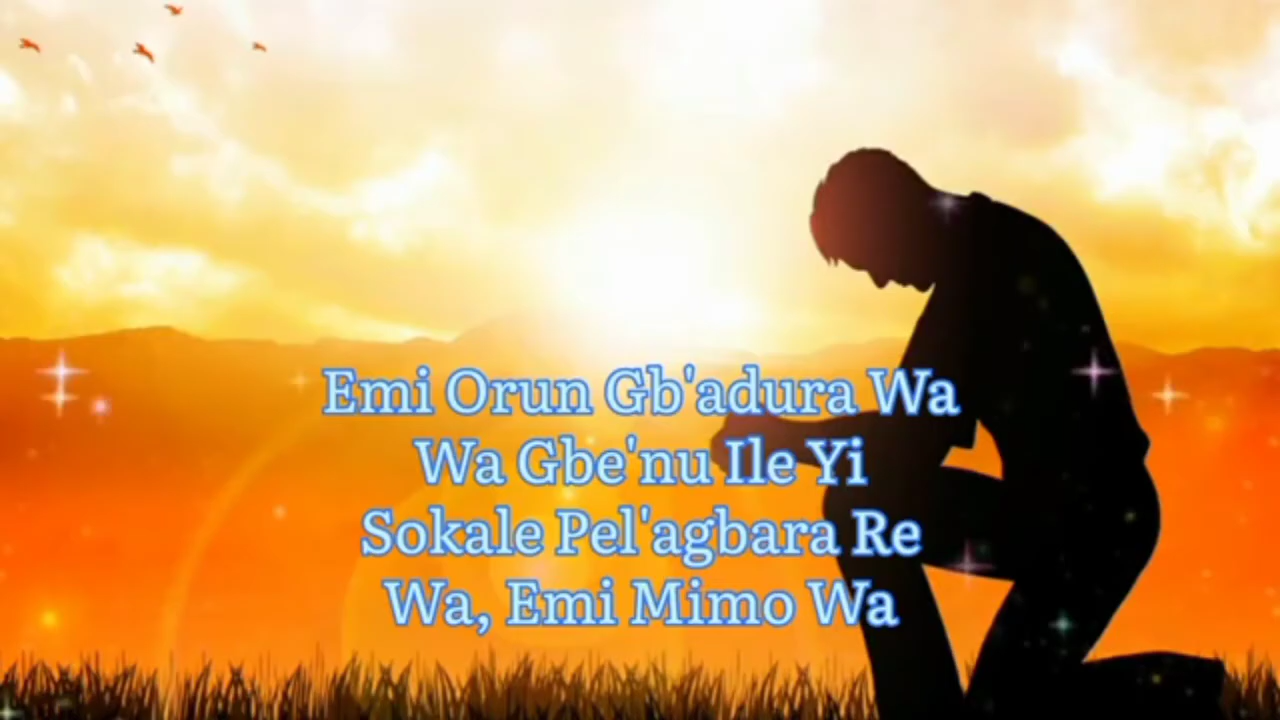 Emi Orun Gb'adura Wa
Wa Gbe'nu Ile Yi
Sokale Pel'agbara Re
Wa, Emi Mimo Wa